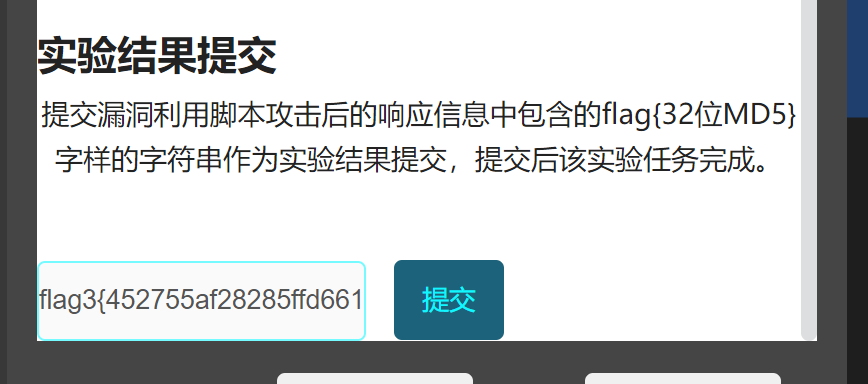 实验结果提交
提交漏洞利用脚本攻击后的响应信息中包含的flag{32位MD5}
字样的字符串作为实验结果提交，提交后该实验任务完成。
flag3{452755af28285ffd661
提交